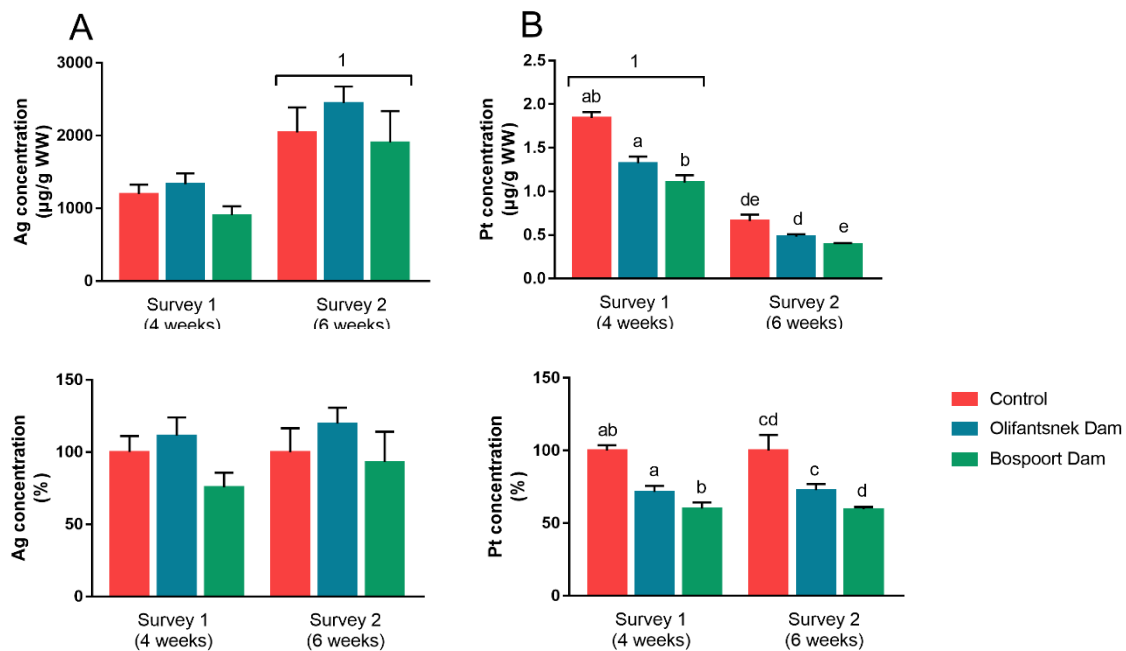 A
Ag concentration
(µg/g WW)
3000
2000
1000
0
1
Survey 1
(4 weeks)
Survey 2
(6 weeks)
B
Pt concentration
(µg/g WW)
2.5
2.0
1.5
1.0
0.5
0.0
1
ab
a
b
de
d
e
Survey 1
(4 weeks)
Survey 2
(6 weeks)
Ag concentration
(%)
150
100
50
0
Survey 1
(4 weeks)
Survey 2
(6 weeks)
Pt concentration
(%)
150
100
50
0
ab
a
b
cd
c
d
Survey 1
(4 weeks)
Survey 2
(6 weeks)
Control
Olifantsnek Dam
Bospoort Dam